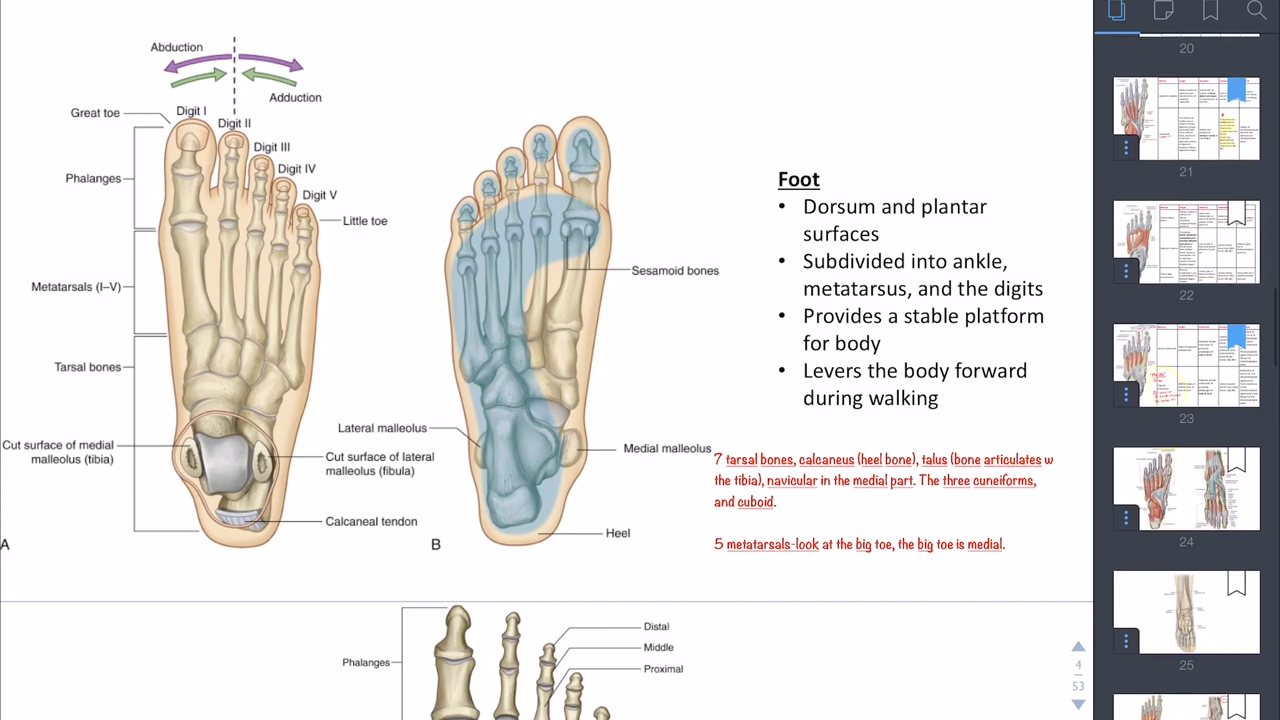 Abduction
Adduction
Great toe
Digit I
Digit II
Digit III
Digit IV
Digit V
Phalanges
Little toe
Metatarsals (I–V)
Tarsal bones
Cut surface of medial
malleolus (tibia)
Cut surface of lateral
malleolus (fibula)
Calcaneal tendon
A
Sesamoid bones
Lateral malleolus
Medial malleolus
Heel
B
Foot
• Dorsum and plantar
surfaces
• Subdivided into ankle,
metatarsus, and the digits
• Provides a stable platform
for body
• Levers the body forward
during walking
7 tarsal bones, calcaneus (heel bone), talus (bone articulates w
the tibia), navicular in the medial part. The three cuneiforms,
and cuboid.
5 metatarsals-look at the big toe, the big toe is medial.
Phalanges
Distal
Middle
Proximal
4
53
20
21
22
23
24
25